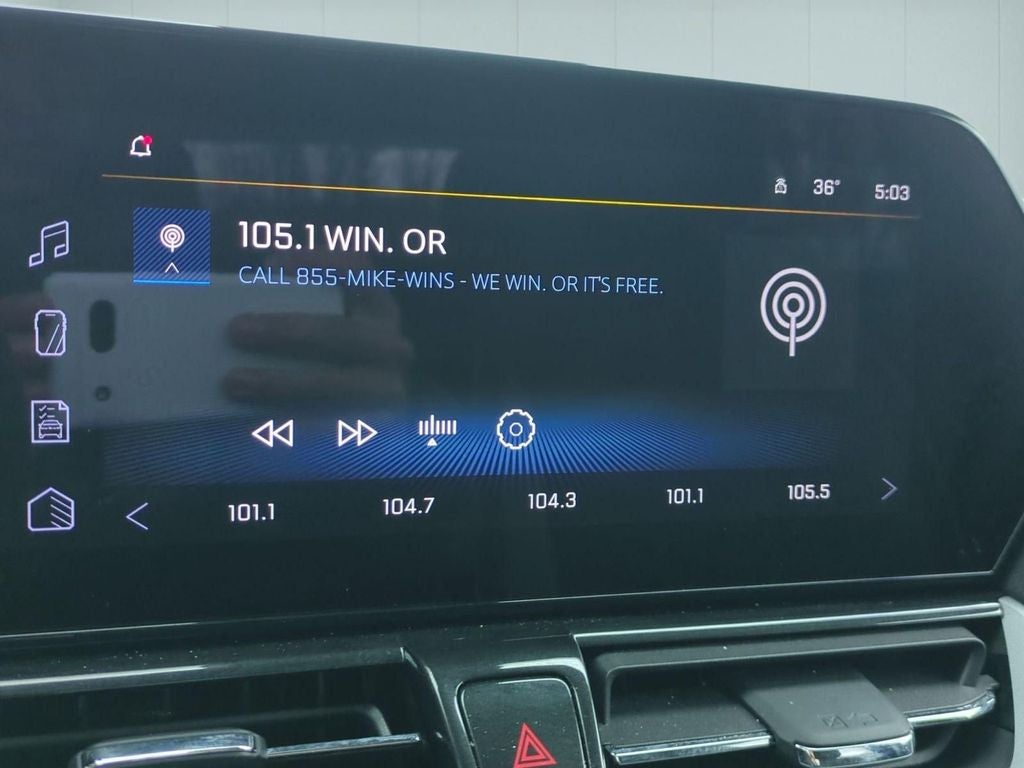 36° 5:03
105.1 WIN. OR
CALL 855-MIKE-WINS - WE WIN. OR IT'S FREE.
101.1 104.7 104.3 101.1 105.5